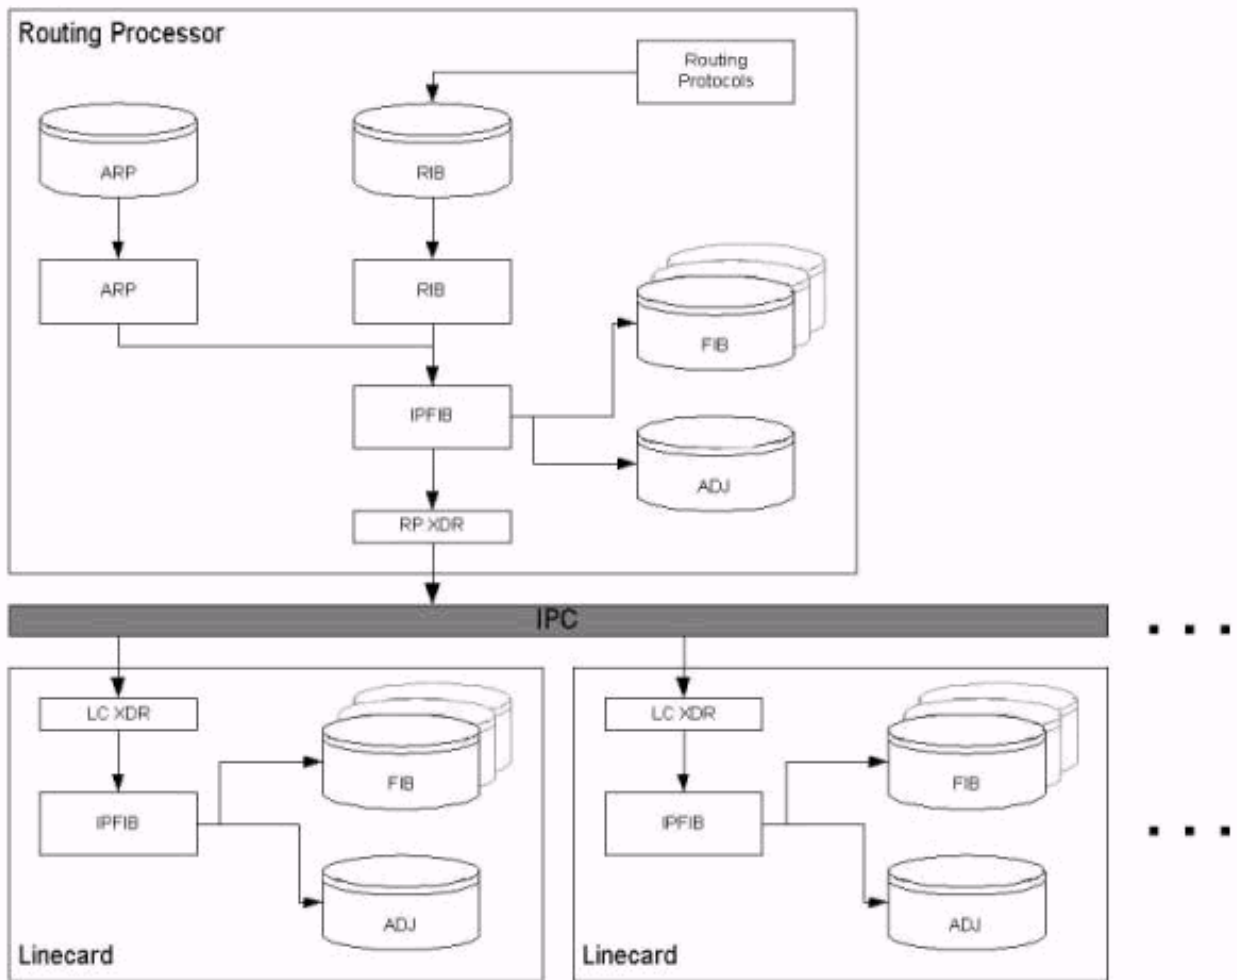 Routing Processor
Routing
Protocols
ARP
RIB
ARP
RIB
FIB
IPFIB
ADJ
RP XDR
IPC
LC XDR
FIB
IPFIB
ADJ
Linecard
LC XDR
FIB
IPFIB
ADJ
Linecard